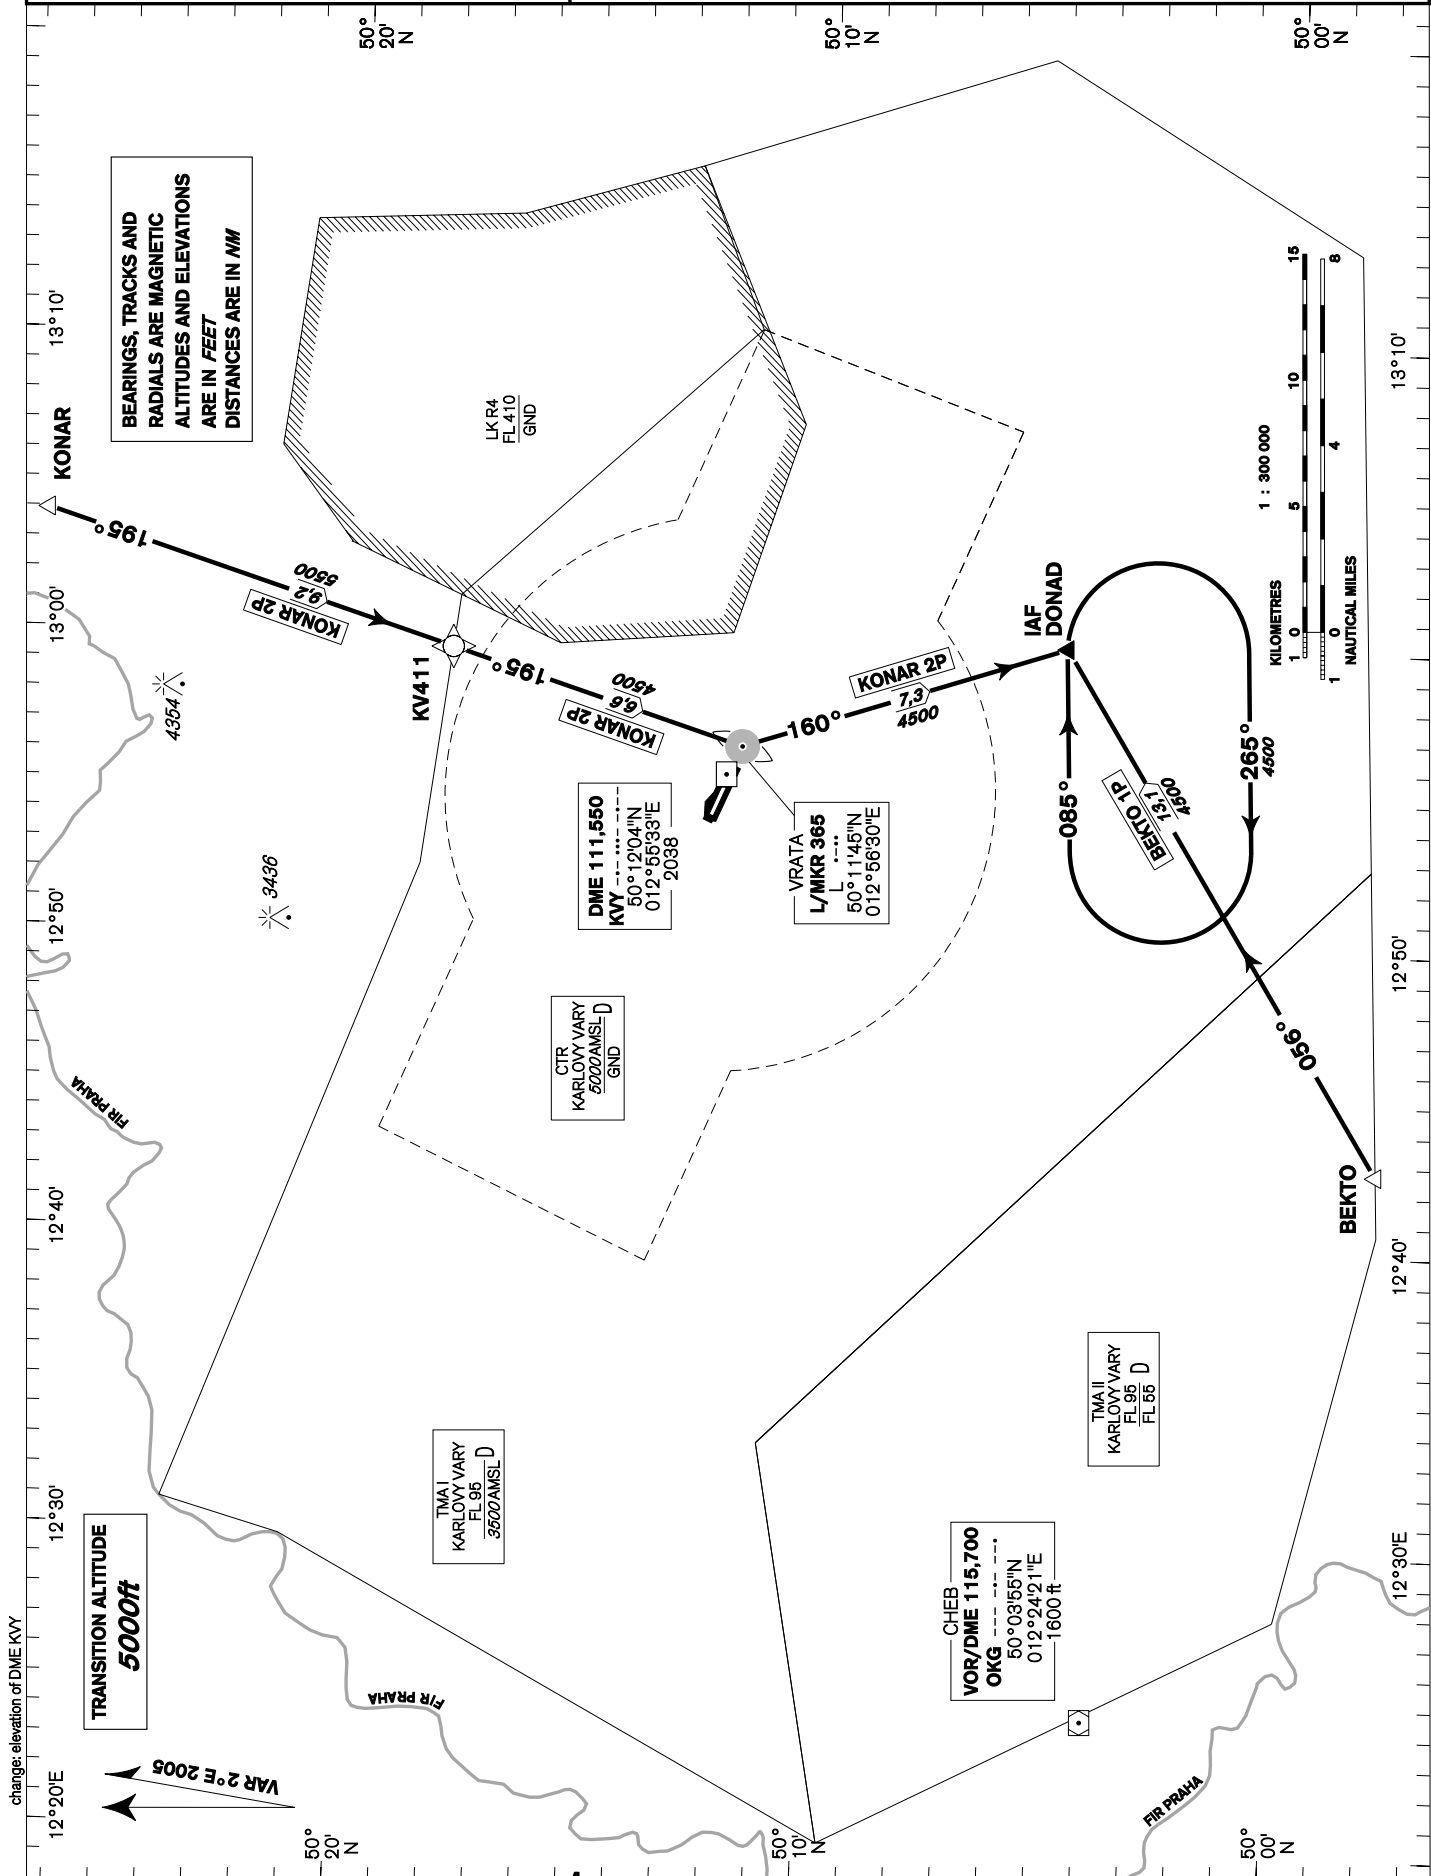 change: elevation of DME KVY
TRANSITION ALTITUDE
5000ft
VAR 2°E 2005
BEARINGS, TRACKS AND
RADIALS ARE MAGNETIC
ALTITUDES AND ELEVATIONS
ARE IN FEET
DISTANCES ARE IN NM
12°20'E
12°30'
12°40'
12°50'
13°00'
13°10'
50°
20'
N
50°
10'
N
50°
00'
N
50°
20'
N
50°
10'
N
50°
00'
N
12°30'E
12°40'
12°50'
13°10'
FIR PRAHA
FIR PRAHA
FIR PRAHA
4354
3436
KONAR
195°
9,2
5500
KONAR 2P
KV411
195°
6,6
4500
KONAR 2P
LKR4
FL 410
GND
DME 111,550
KVY -.- ...- -.--
50°12'04"N
012°55'33"E
2038
VRATA
L/MKR 365
L .-..
50°11'45"N
012°56'30"E
160°
KONAR 2P
7,3
4500
IAF
DONAD
085°
265°
4500
BEKTO 1P
13,1
4500
056°
BEKTO
CTR
KARLOVY VARY
5000AMSL D
GND
TMA I
KARLOVY VARY
FL 95 D
3500 AMSL
TMA II
KARLOVY VARY
FL 95 D
FL 55
CHEB
VOR/DME 115,700
OKG --- -.- --.
50°03'55"N
012°24'21"E
1600 ft
1 : 300 000
KILOMETRES
1 0 5 10 15
1 0 4 8
NAUTICAL MILES